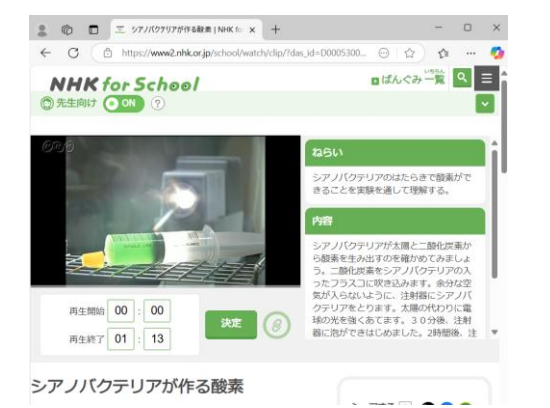 シアノバクテリアが作る酸素 | NHK fo
https://www2.nhk.or.jp/school/watch/clip/?das_id=D0005300...
NHK for School
ばんぐみ一覧
いちらん
先生向け ON ?
NHK
ねらい
シアノバクテリアのはたらきで酸素ができることを実験を通して理解する。
内容
シアノバクテリアが太陽と二酸化炭素か
ら酸素を生み出すのを確かめてみましょ
う。二酸化炭素をシアノバクテリアの入
ったフラスコに吹き込みます。余分な空
気が入らないように、注射器にシアノバ
クテリアをとります。太陽の代わりに電
球の光を強くあてます。３０分後、注射
器に泡ができはじめました。2時間後、注
再生開始 00 : 00
再生終了 01 : 13
決定
シアノバクテリアが作る酸素